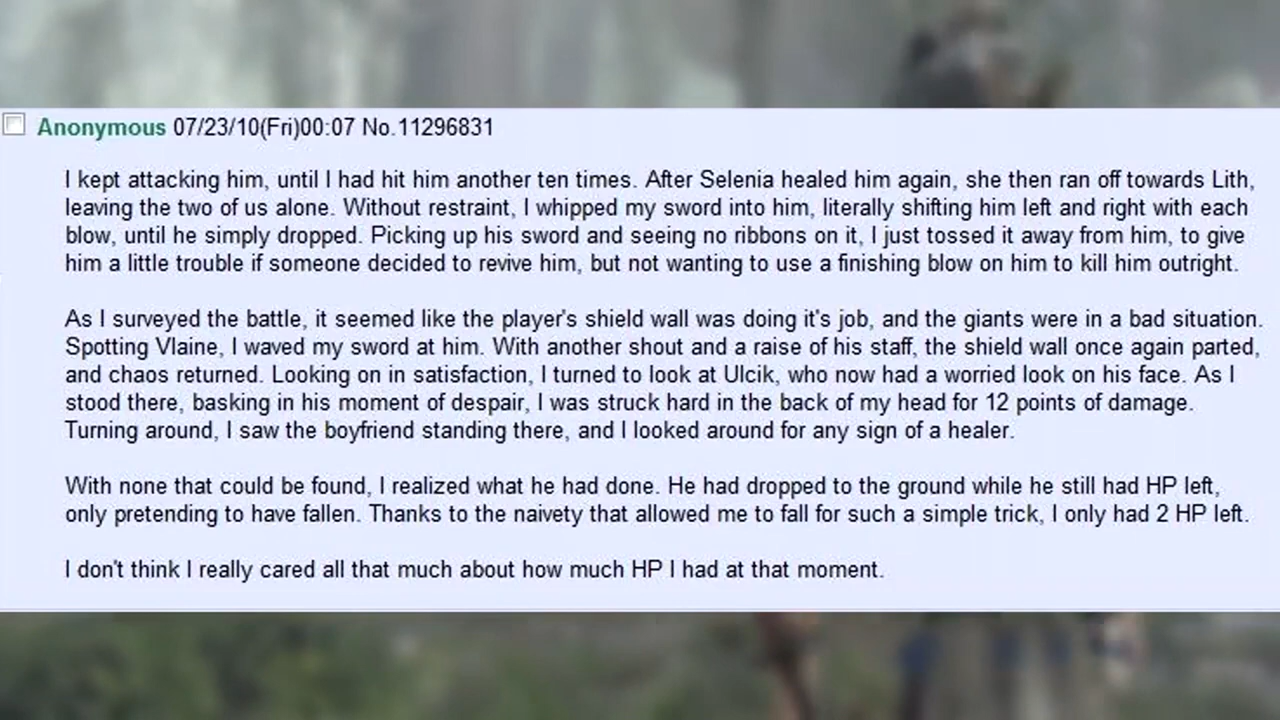 Anonymous 07/23/10(Fri)00:07 No.11296831
I kept attacking him, until I had hit him another ten times. After Selenia healed him again, she then ran off towards Lith,
leaving the two of us alone. Without restraint, I whipped my sword into him, literally shifting him left and right with each
blow, until he simply dropped. Picking up his sword and seeing no ribbons on it, I just tossed it away from him, to give
him a little trouble if someone decided to revive him, but not wanting to use a finishing blow on him to kill him outright.
As I surveyed the battle, it seemed like the player's shield wall was doing it's job, and the giants were in a bad situation.
Spotting Vlaine, I waved my sword at him. With another shout and a raise of his staff, the shield wall once again parted,
and chaos returned. Looking on in satisfaction, I turned to look at Ulcik, who now had a worried look on his face. As I
stood there, basking in his moment of despair, I was struck hard in the back of my head for 12 points of damage.
Turning around, I saw the boyfriend standing there, and I looked around for any sign of a healer.
With none that could be found, I realized what he had done. He had dropped to the ground while he still had HP left,
only pretending to have fallen. Thanks to the naivety that allowed me to fall for such a simple trick, I only had 2 HP left.
I don't think I really cared all that much about how much HP I had at that moment.